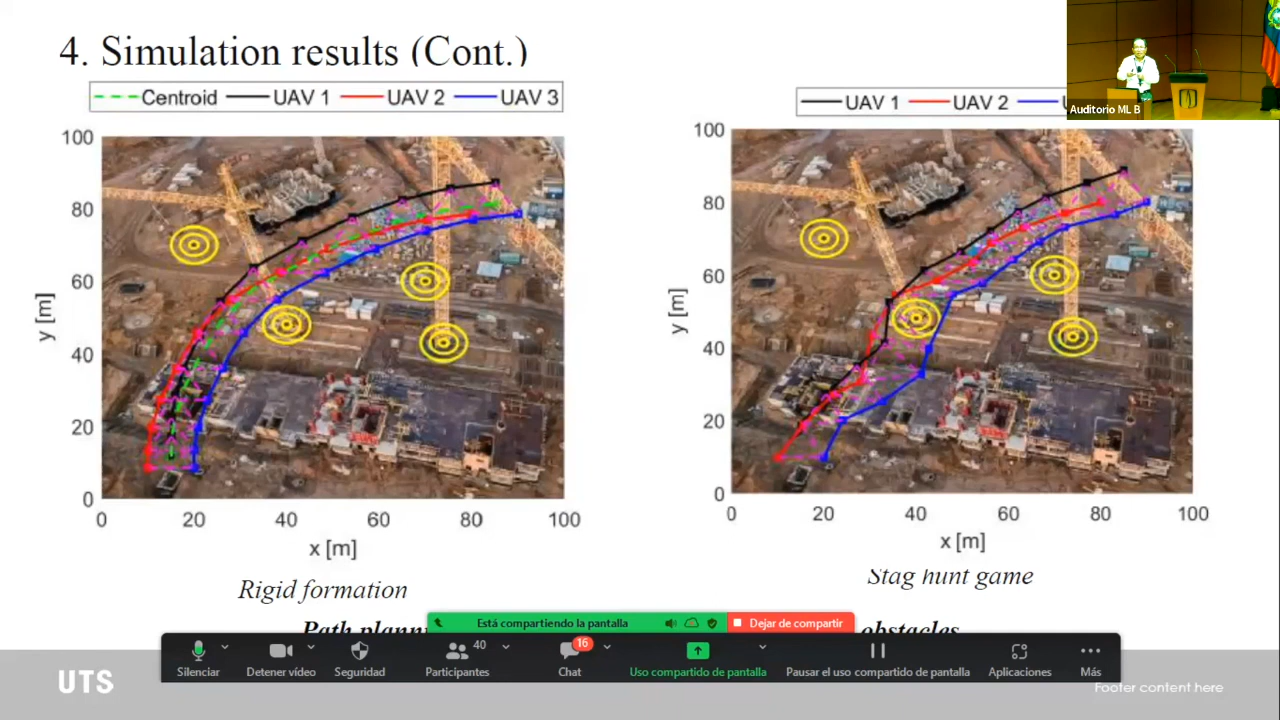 4. Simulation results (Cont.)
Centroid UAV 1 UAV 2 UAV 3
UAV 1 UAV 2
Auditorio ML B
100
80
60
40
20
0
y [m]
0 20 40 60 80 100
x [m]
100
80
60
40
20
0
y [m]
0 20 40 60 80 100
x [m]
Rigid formation
Stag hunt game
obstacles
Está compartiendo la pantalla
Dejar de compartir
Silenciar
Detener vídeo
Seguridad
Participantes 40
Chat 16
Uso compartido de pantalla
Pausar el uso compartido de pantalla
Aplicaciones
Más
UTS
Footer content here